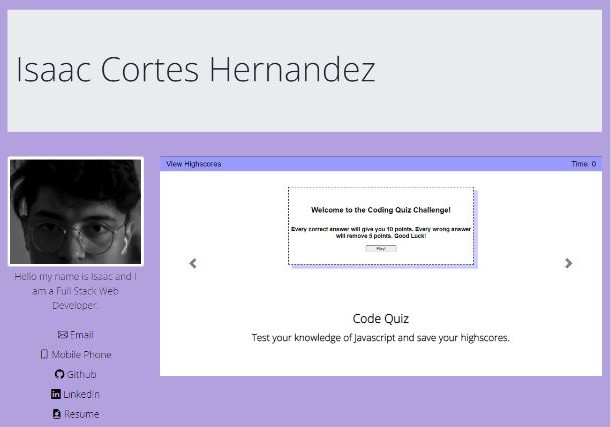 Isaac Cortes Hernandez
View Highscores
Time: 0
Welcome to the Coding Quiz Challenge!
Every correct answer will give you 10 points. Every wrong answer
will remove 5 points. Good Luck!
Play!
Code Quiz
Test your knowledge of Javascript and save your highscores.
Hello my name is Isaac and I
am a Full Stack Web
Developer.
Email
Mobile Phone
Github
LinkedIn
Resume